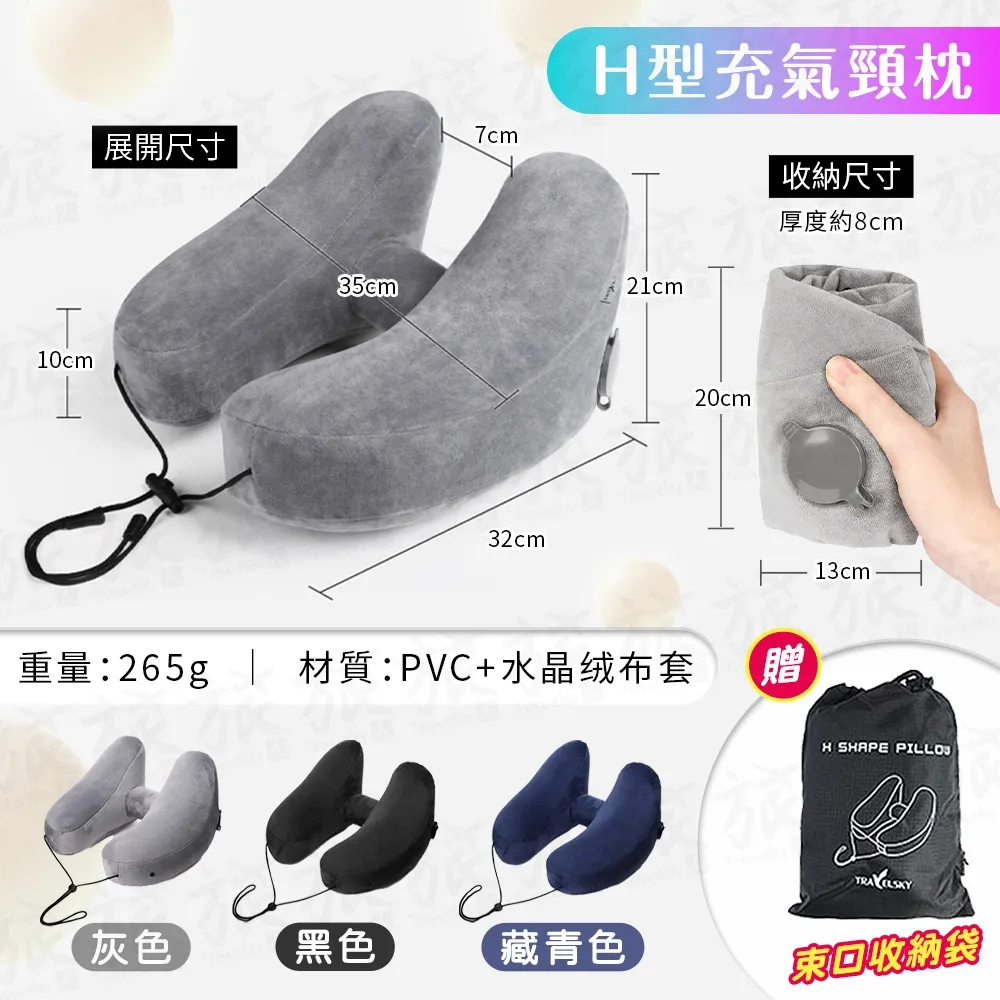 H型充氣頸枕
展開尺寸
7cm
35cm
21cm
10cm
32cm
收納尺寸
厚度約8cm
20cm
13cm
重量:265g | 材質:PVC+水晶绒布套
灰色
黑色
藏青色
贈
H SHAPE PILLOW
TRAVELSKY
束口收納袋